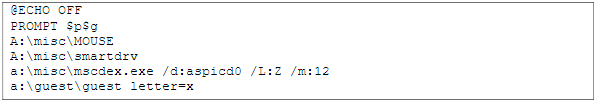 @ECHO OFF
PROMPT $p$g
A:\misc\MOUSE
A:\misc\smartdrv
a:\misc\mscdex.exe /d:aspicd0 /L:Z /m:12
a:\guest\guest letter=x